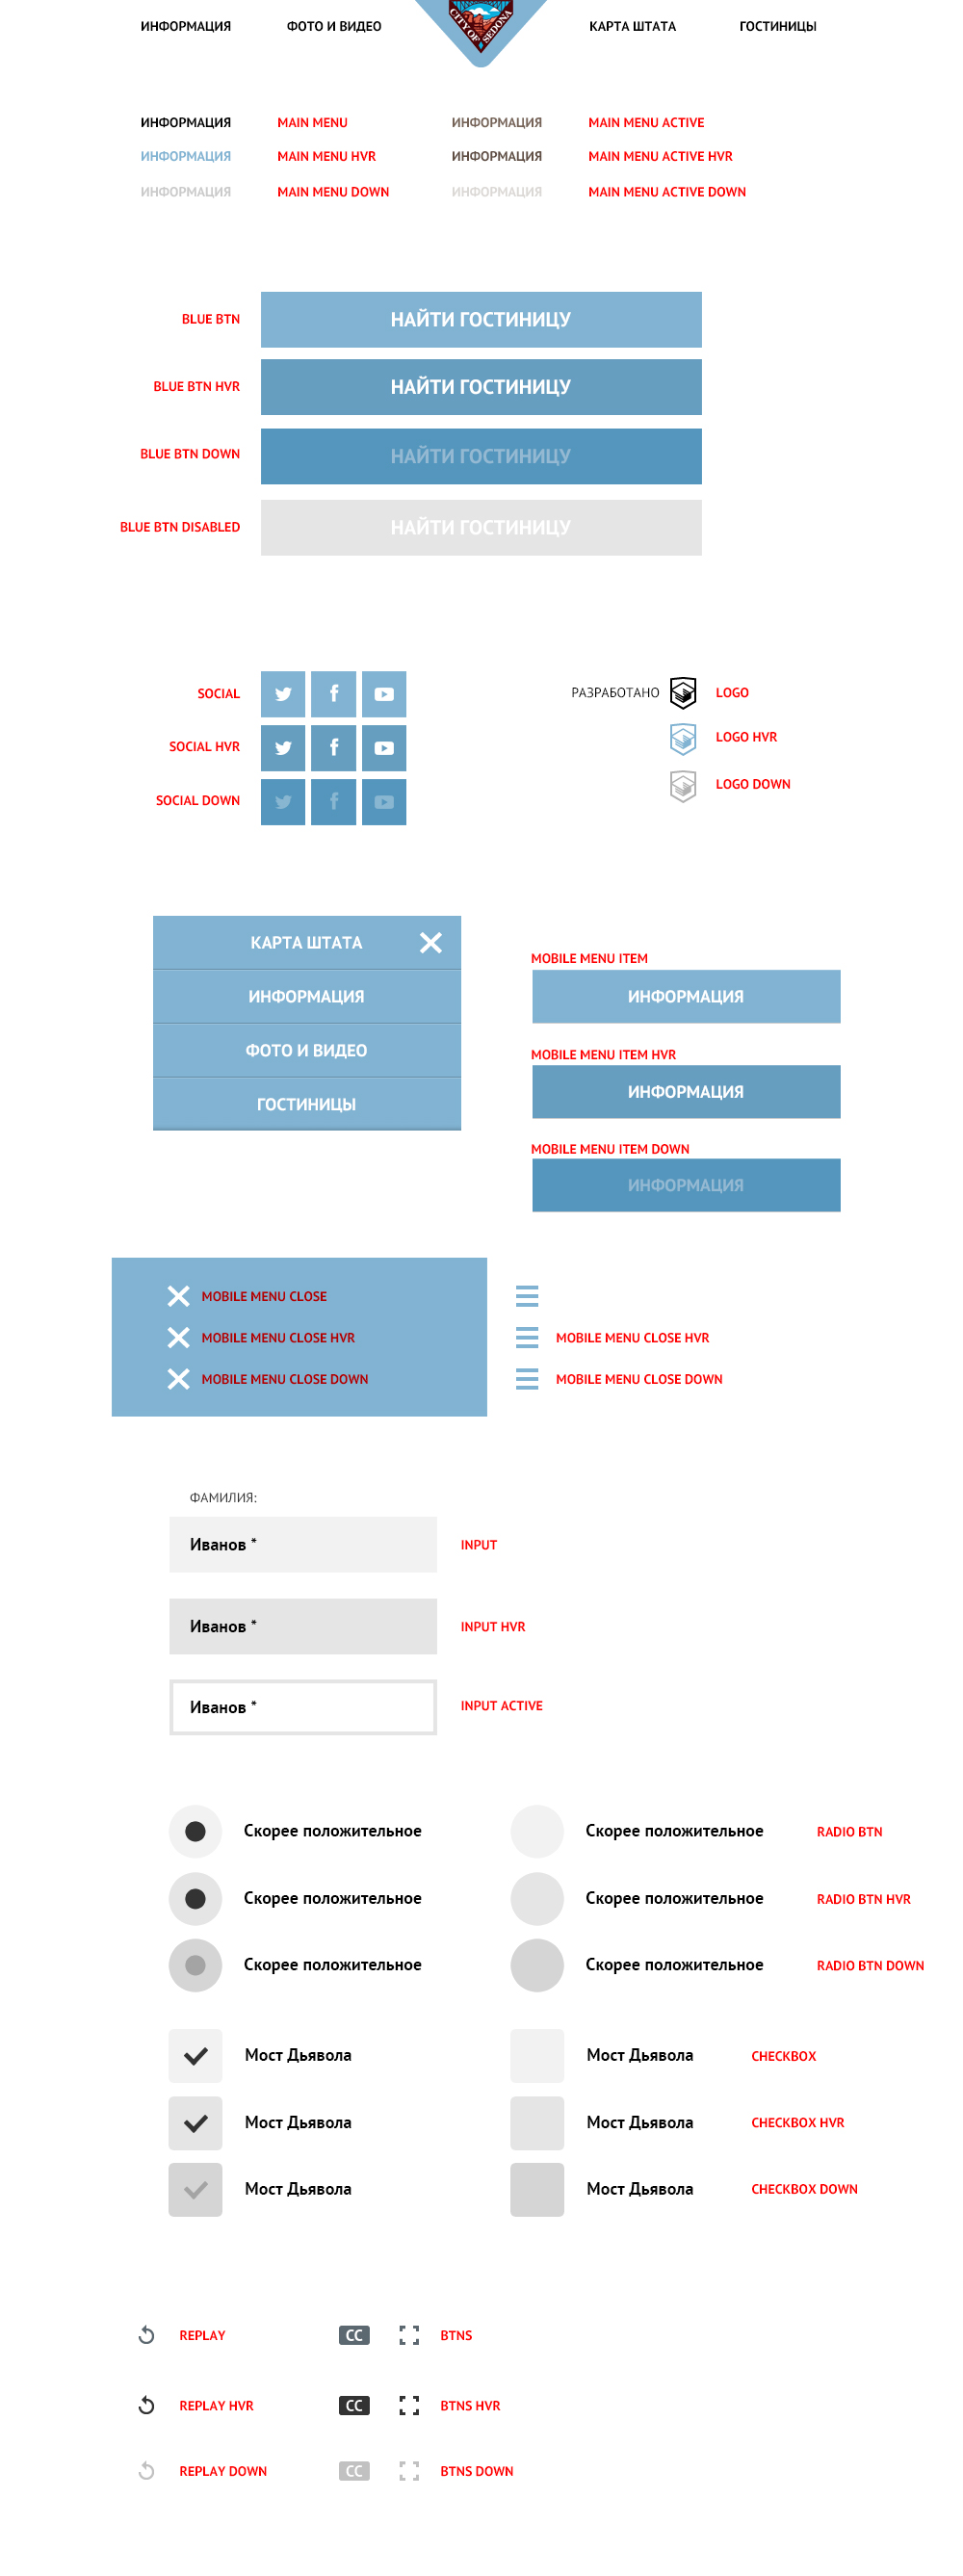 ИНФОРМАЦИЯ ФОТО И ВИДЕО CITY OF SEDONA КАРТА ШТАТА ГОСТИНИЦЫ
ИНФОРМАЦИЯ MAIN MENU ИНФОРМАЦИЯ MAIN MENU ACTIVE
ИНФОРМАЦИЯ MAIN MENU HVR ИНФОРМАЦИЯ MAIN MENU ACTIVE HVR
ИНФОРМАЦИЯ MAIN MENU DOWN ИНФОРМАЦИЯ MAIN MENU ACTIVE DOWN
BLUE BTN НАЙТИ ГОСТИНИЦУ
BLUE BTN HVR НАЙТИ ГОСТИНИЦУ
BLUE BTN DOWN НАЙТИ ГОСТИНИЦУ
BLUE BTN DISABLED НАЙТИ ГОСТИНИЦУ
SOCIAL РАЗРАБОТАНО LOGO
SOCIAL HVR LOGO HVR
SOCIAL DOWN LOGO DOWN
КАРТА ШТАТА
MOBILE MENU ITEM
ИНФОРМАЦИЯ ИНФОРМАЦИЯ
ФОТО И ВИДЕО MOBILE MENU ITEM HVR
ГОСТИНИЦЫ ИНФОРМАЦИЯ
MOBILE MENU ITEM DOWN
ИНФОРМАЦИЯ
MOBILE MENU CLOSE
MOBILE MENU CLOSE HVR MOBILE MENU CLOSE HVR
MOBILE MENU CLOSE DOWN MOBILE MENU CLOSE DOWN
ФАМИЛИЯ:
Иванов * INPUT
Иванов * INPUT HVR
Иванов * INPUT ACTIVE
Скорее положительное Скорее положительное RADIO BTN
Скорее положительное Скорее положительное RADIO BTN HVR
Скорее положительное Скорее положительное RADIO BTN DOWN
Мост Дьявола Мост Дьявола CHECKBOX
Мост Дьявола Мост Дьявола CHECKBOX HVR
Мост Дьявола Мост Дьявола CHECKBOX DOWN
REPLAY CC BTNS
REPLAY HVR CC BTNS HVR
REPLAY DOWN CC BTNS DOWN